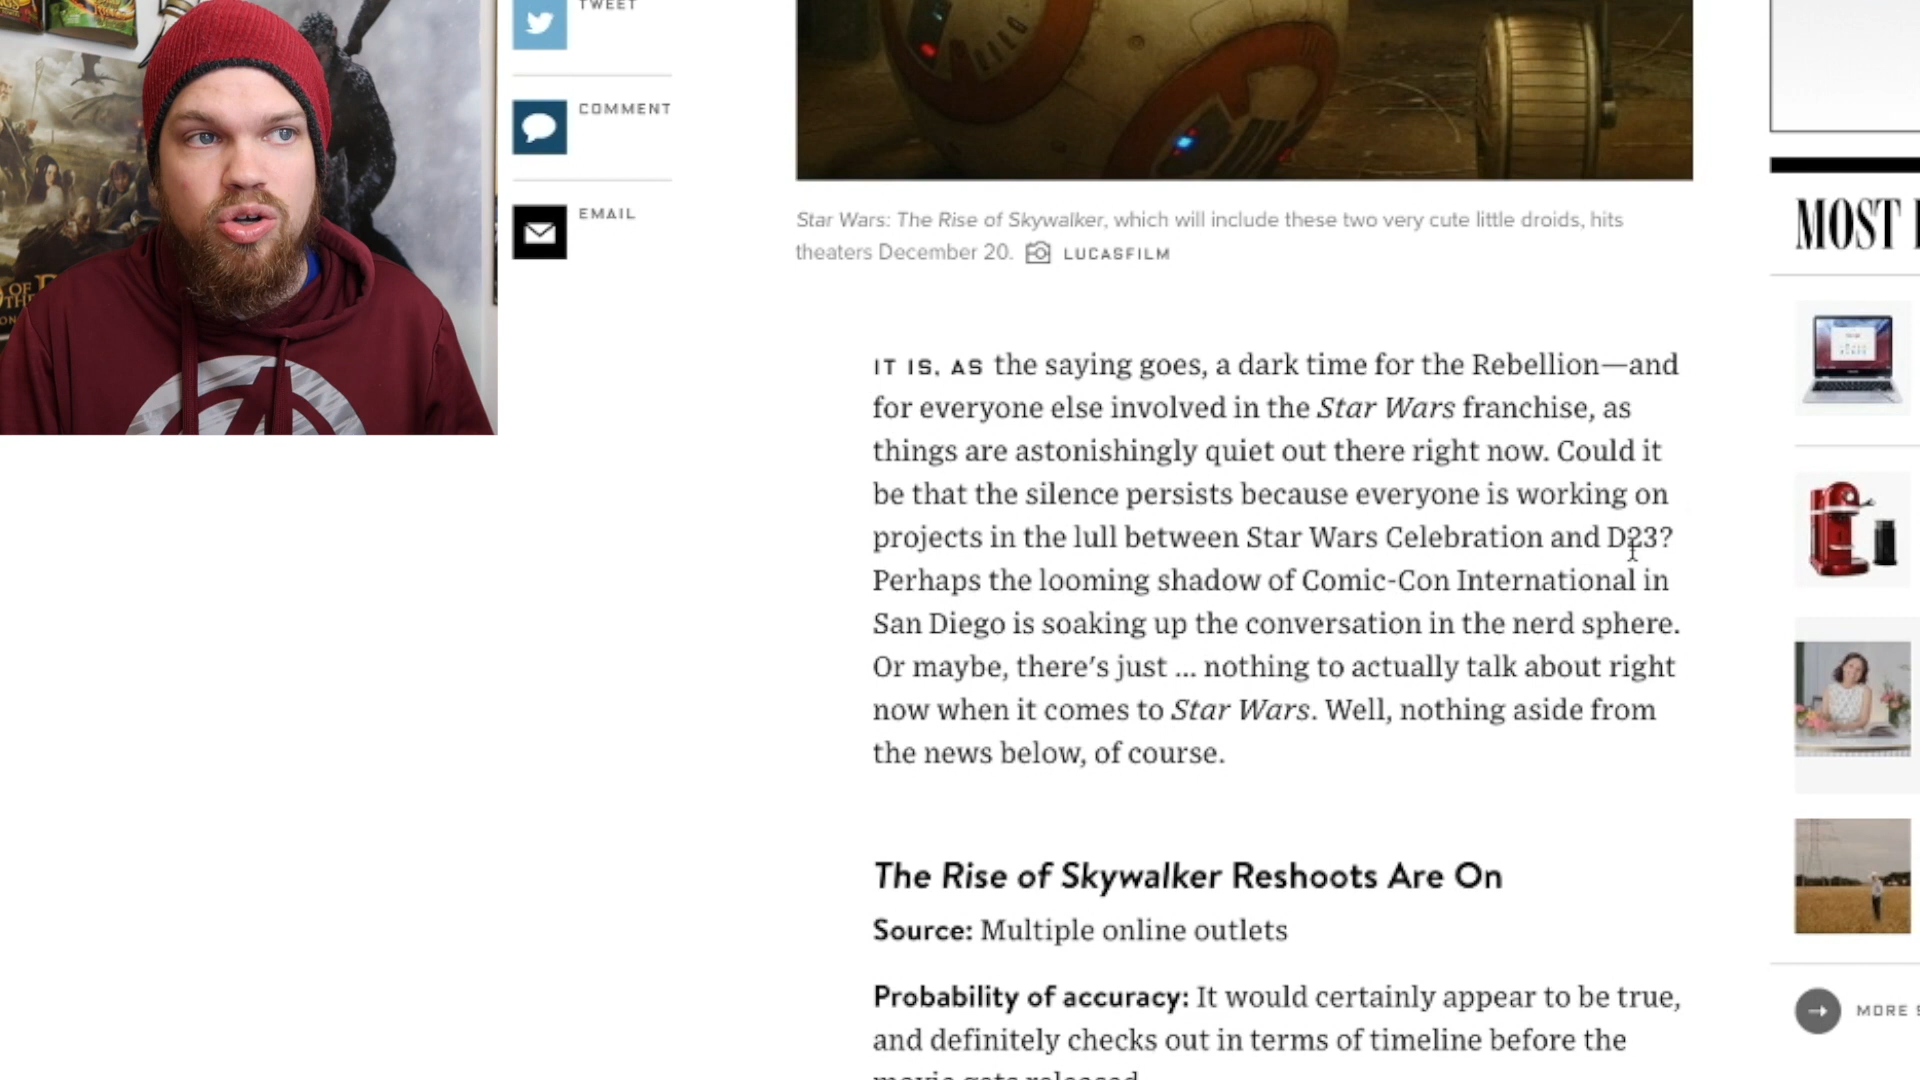 TWEET
COMMENT
EMAIL
Star Wars: The Rise of Skywalker, which will include these two very cute little droids, hits
theaters December 20. LUCASFILM
IT IS, AS the saying goes, a dark time for the Rebellion—and
for everyone else involved in the Star Wars franchise, as
things are astonishingly quiet out there right now. Could it
be that the silence persists because everyone is working on
projects in the lull between Star Wars Celebration and D23?
Perhaps the looming shadow of Comic-Con International in
San Diego is soaking up the conversation in the nerd sphere.
Or maybe, there's just ... nothing to actually talk about right
now when it comes to Star Wars. Well, nothing aside from
the news below, of course.
The Rise of Skywalker Reshoots Are On
Source: Multiple online outlets
Probability of accuracy: It would certainly appear to be true,
and definitely checks out in terms of timeline before the
movie gets released.
MOST
MORE
OF
THE